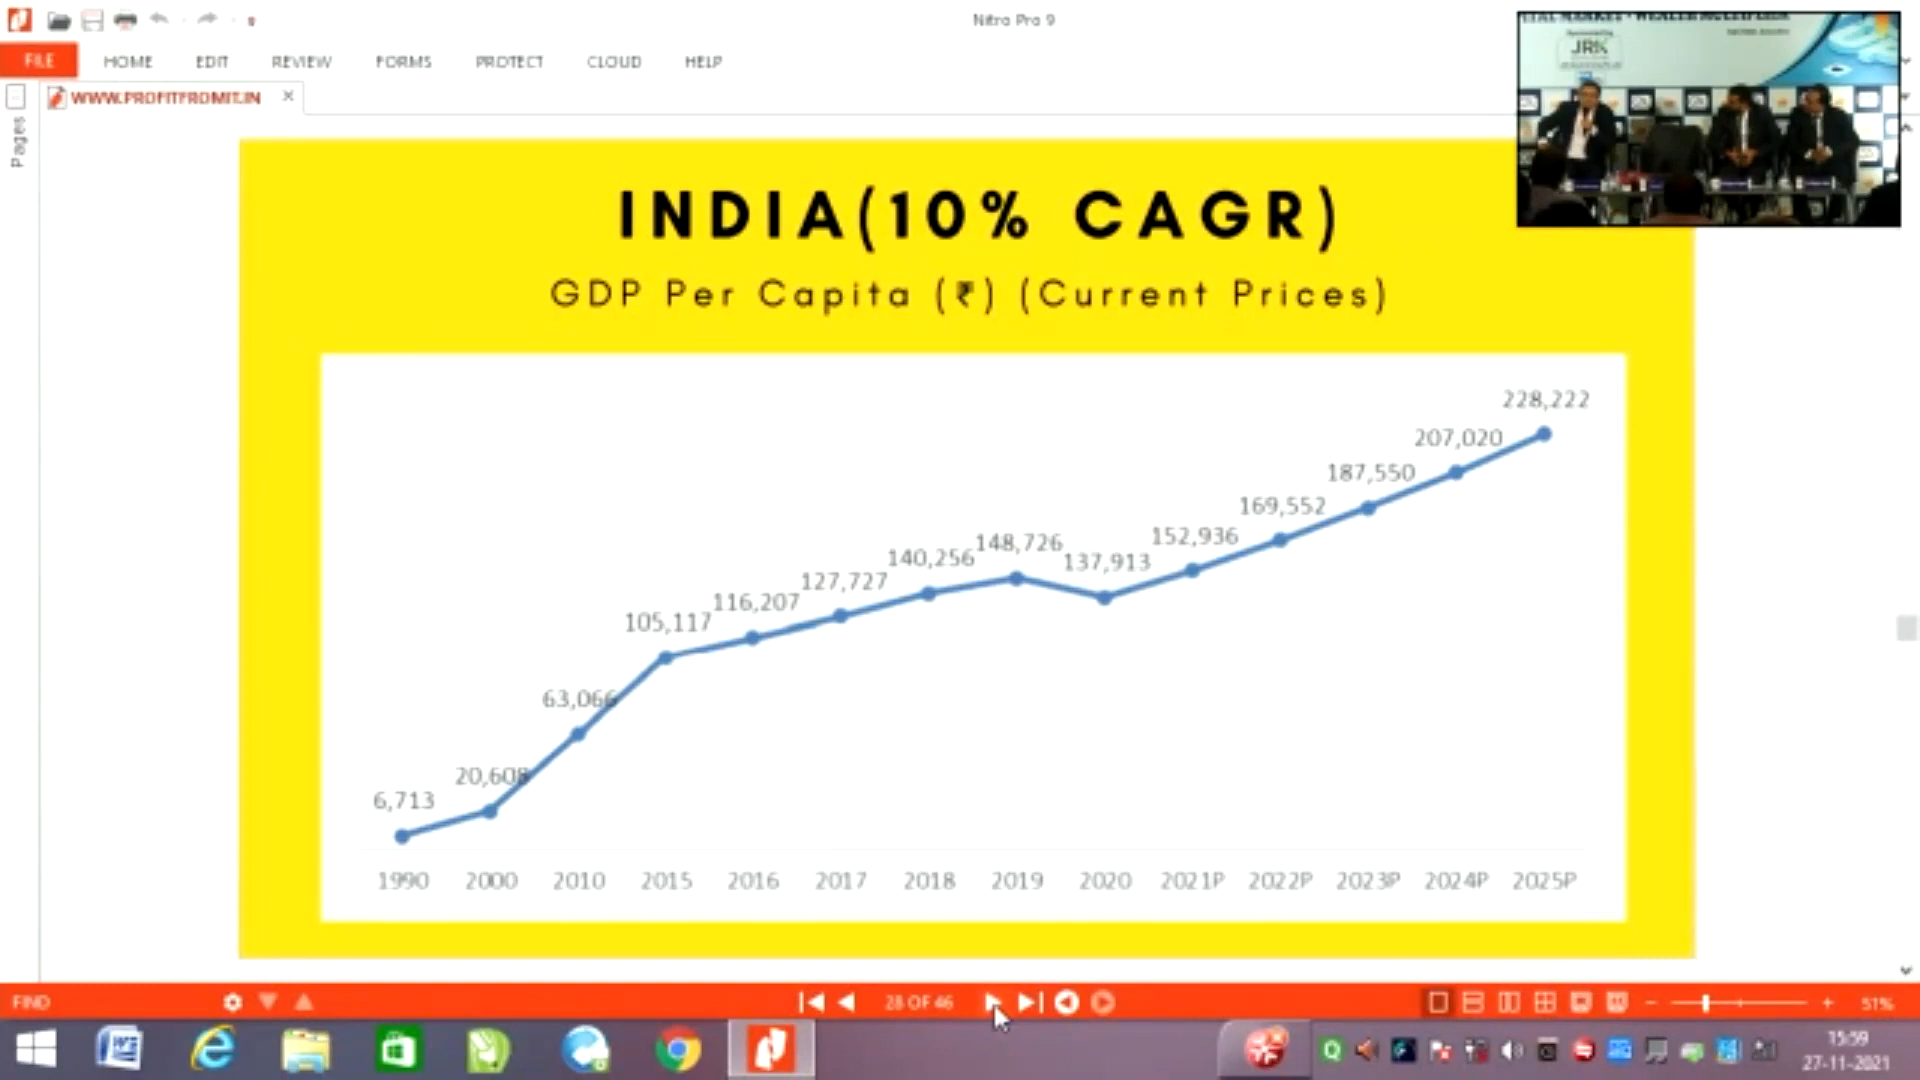 Nitro Pro 9
FILE HOME EDIT REVIEW FORMS PROTECT CLOUD HELP
WWW.PROFITFROMIT.IN
Pages
JRK
INDIA(10% CAGR)
GDP Per Capita (₹) (Current Prices)
228,222
207,020
187,550
169,552
152,936
148,726
137,913
140,256
127,727
116,207
105,117
63,066
20,608
6,713
1990 2000 2010 2015 2016 2017 2018 2019 2020 2021P 2022P 2023P 2024P 2025P
FIND 28 OF 46 51%
15:59
27-11-2021